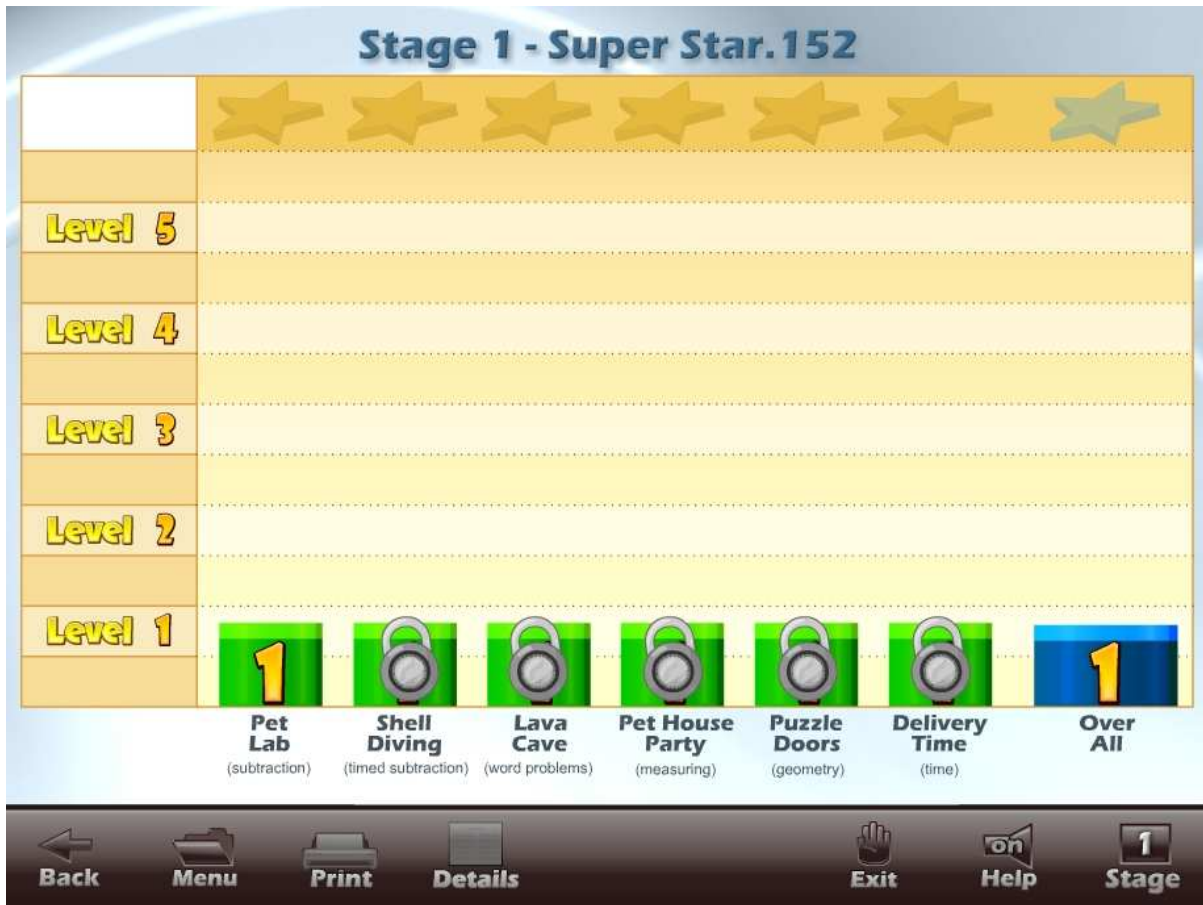 Stage 1 - Super Star.152
Level 5
Level 4
Level 3
Level 2
Level 1
1
1
Pet
Lab
(subtraction)
Shell
Diving
(timed subtraction)
Lava
Cave
(word problems)
Pet House
Party
(measuring)
Puzzle
Doors
(geometry)
Delivery
Time
(time)
Over
All
Back
Menu
Print
Details
Exit
on
Help
1
Stage